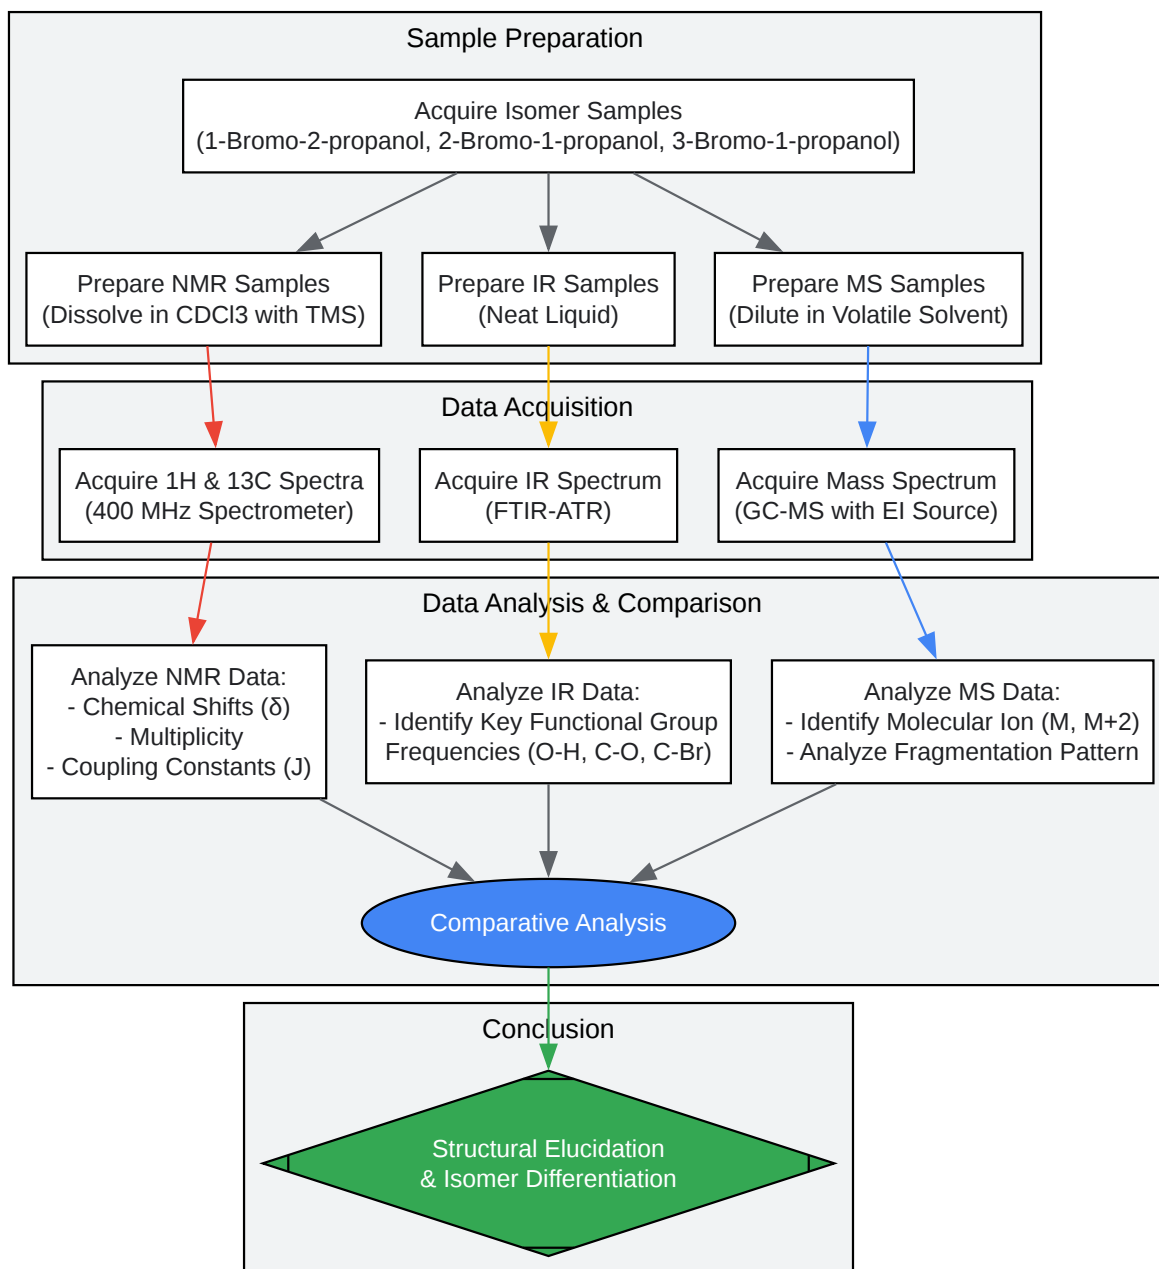 Sample Preparation
Acquire Isomer Samples
(1-Bromo-2-propanol, 2-Bromo-1-propanol, 3-Bromo-1-propanol)
Prepare NMR Samples
(Dissolve in CDCl3 with TMS)
Prepare IR Samples
(Neat Liquid)
Prepare MS Samples
(Dilute in Volatile Solvent)
Data Acquisition
Acquire 1H & 13C Spectra
(400 MHz Spectrometer)
Acquire IR Spectrum
(FTIR-ATR)
Acquire Mass Spectrum
(GC-MS with EI Source)
Data Analysis & Comparison
Analyze NMR Data:
- Chemical Shifts (δ)
- Multiplicity
- Coupling Constants (J)
Analyze IR Data:
- Identify Key Functional Group
Frequencies (O-H, C-O, C-Br)
Analyze MS Data:
- Identify Molecular Ion (M, M+2)
- Analyze Fragmentation Pattern
Comparative Analysis
Conclusion
Structural Elucidation
& Isomer Differentiation